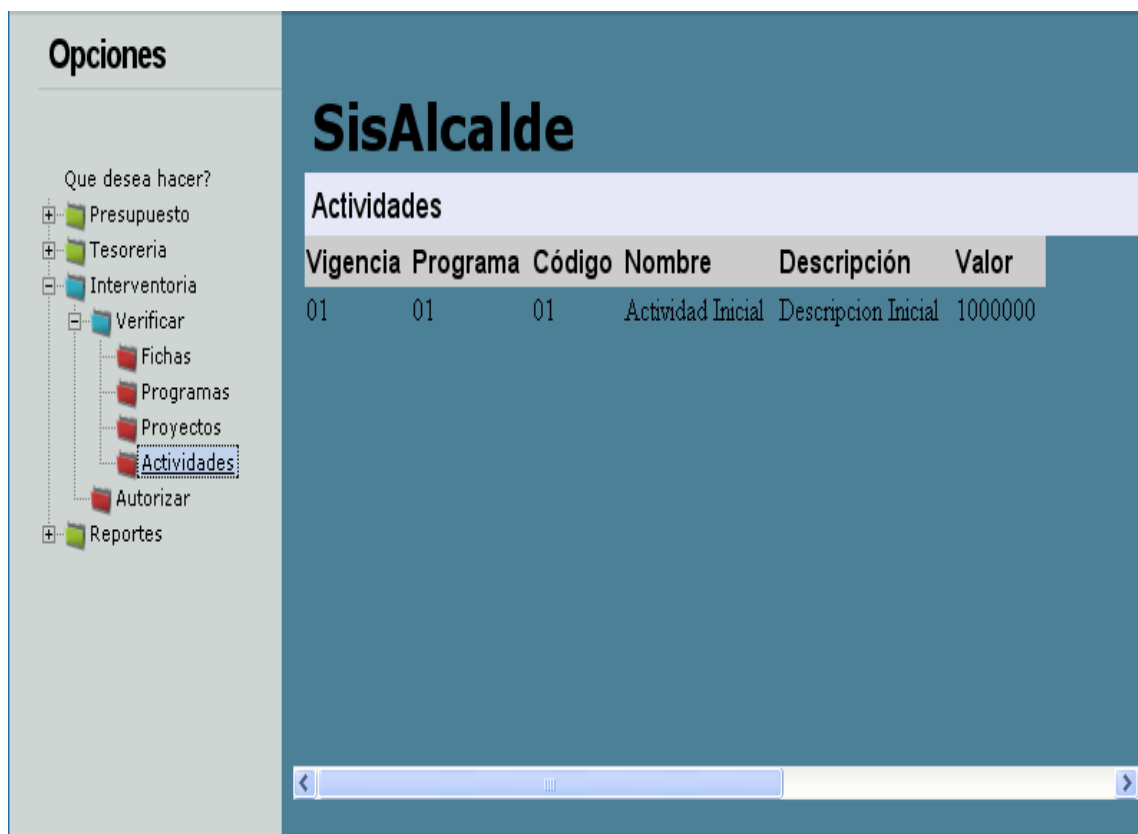 Opciones
Que desea hacer?
Presupuesto
Tesoreria
Interventoria
Verificar
Fichas
Programas
Proyectos
Actividades
Autorizar
Reportes
SisAlcalde
Actividades
Vigencia Programa Código Nombre Descripción Valor
01 01 01 Actividad Inicial Descripcion Inicial 1000000